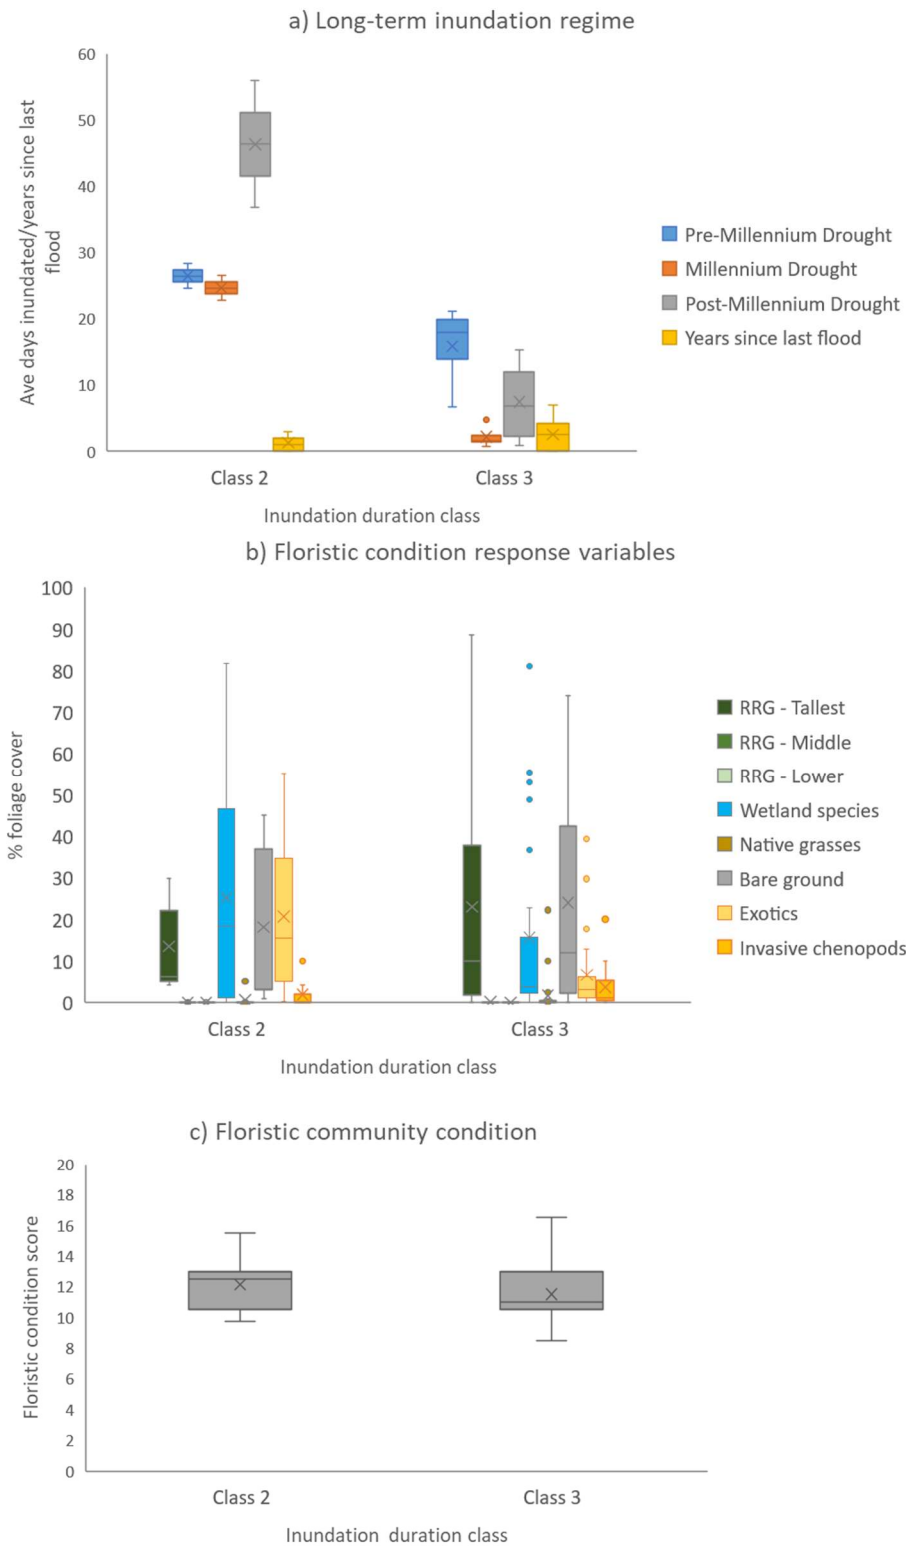 a) Long-term inundation regime
60
50
40
30
20
10
0
Ave days inundated/years since last
flood
Class 2
Class 3
Inundation duration class
Pre-Millennium Drought
Millennium Drought
Post-Millennium Drought
Years since last flood
b) Floristic condition response variables
100
90
80
70
60
50
40
30
20
10
0
% foliage cover
Class 2
Class 3
Inundation duration class
RRG - Tallest
RRG - Middle
RRG - Lower
Wetland species
Native grasses
Bare ground
Exotics
Invasive chenopods
c) Floristic community condition
20
18
16
14
12
10
8
6
4
2
0
Floristic condition score
Class 2
Class 3
Inundation duration class